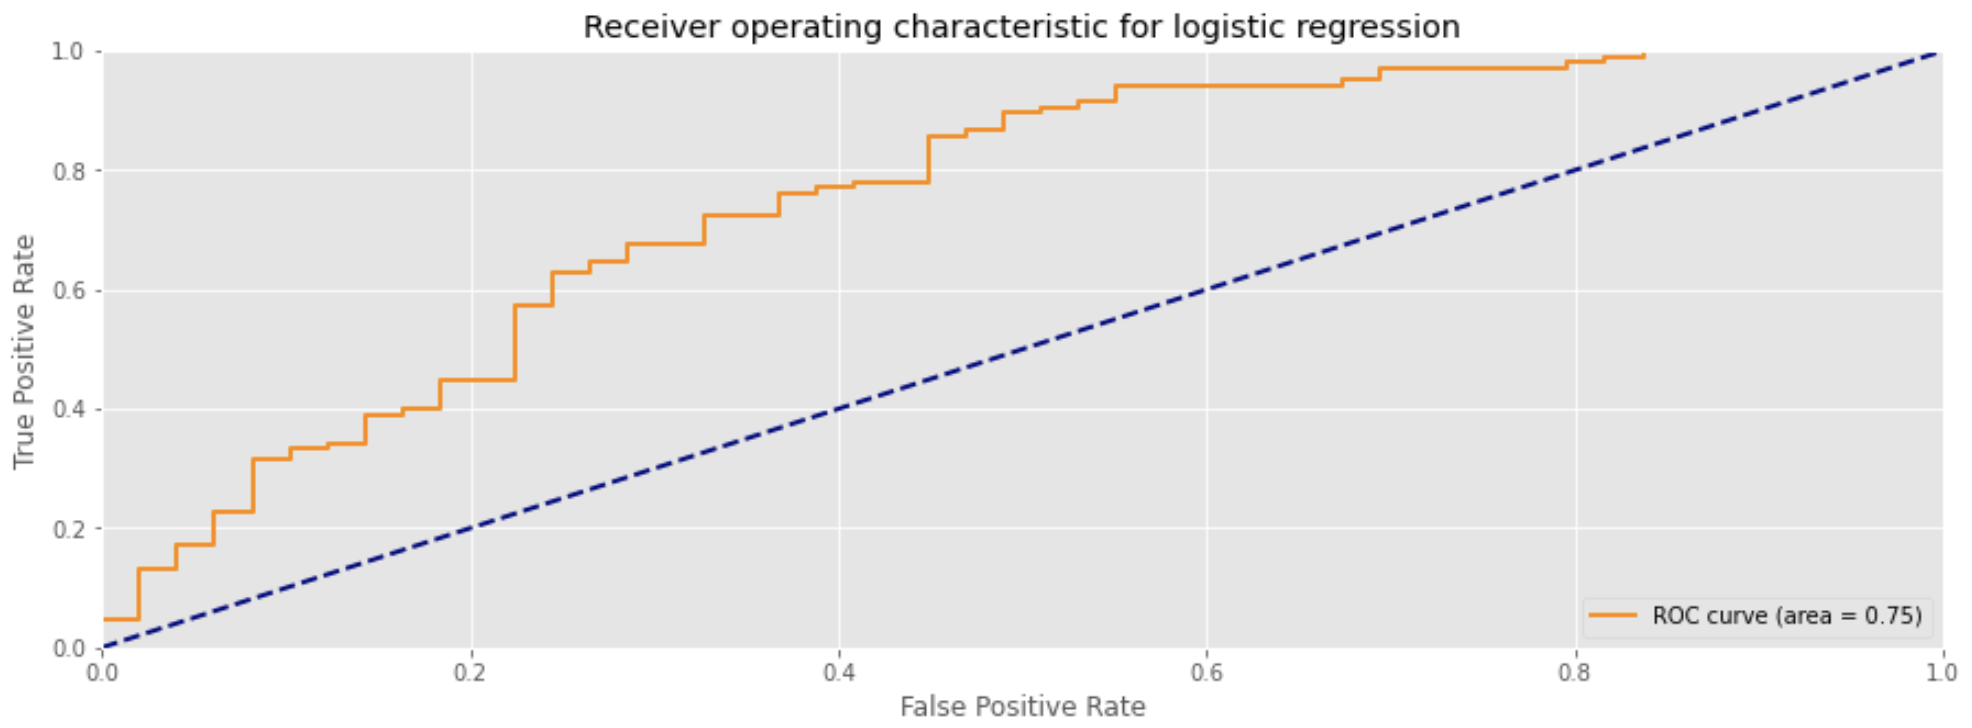 Receiver operating characteristic for logistic regression
1.0
0.8
0.6
0.4
0.2
0.0
True Positive Rate
ROC curve (area = 0.75)
0.0 0.2 0.4 0.6 0.8 1.0
False Positive Rate